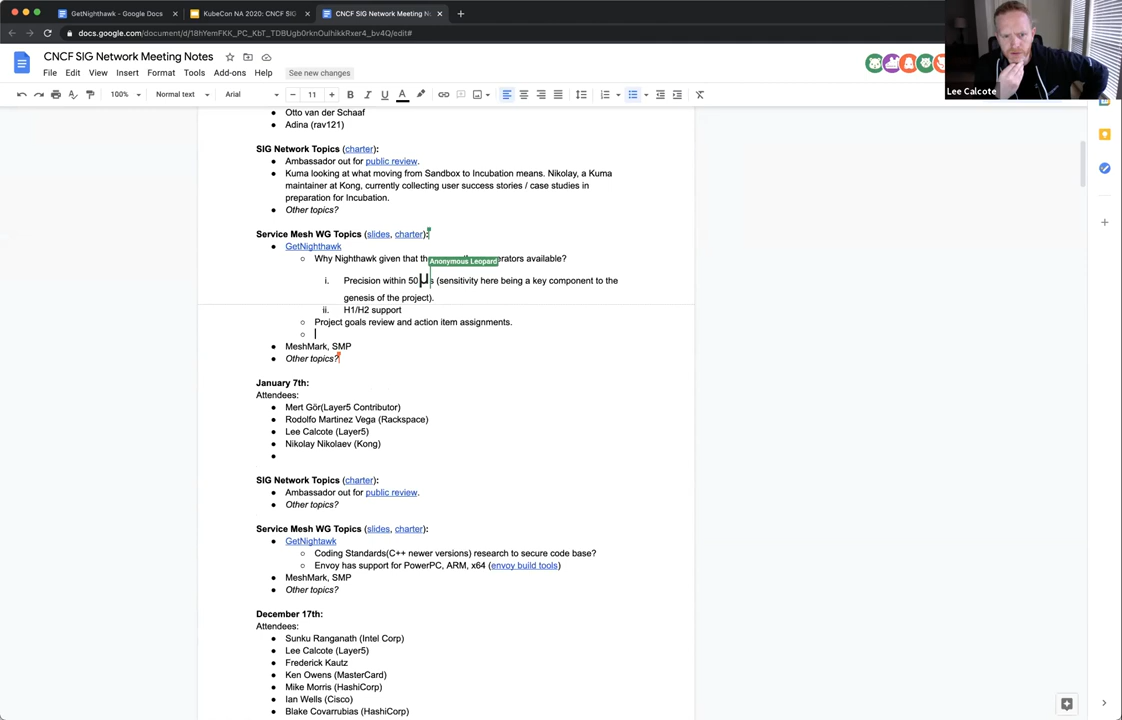 GetNighthawk - Google Docs
KubeCon NA 2020: CNCF SIG
CNCF SIG Network Meeting N
docs.google.com/document/d/18hYemFKK_PC_KbT_TDBUgb0rknOulhikkRxer4_bv4Q/edit#
CNCF SIG Network Meeting Notes
File Edit View Insert Format Tools Add-ons Help See new changes
100% Normal text Arial 11
Lee Calcote
Otto van der Schaaf
Adina (rav121)
SIG Network Topics (charter):
Ambassador out for public review.
Kuma looking at what moving from Sandbox to Incubation means. Nikolay, a Kuma
maintainer at Kong, currently collecting user success stories / case studies in
preparation for Incubation.
Other topics?
Service Mesh WG Topics (slides, charter):
GetNighthawk
Why Nighthawk given that th erators available?
Anonymous Leopard
i. Precision within 50μs (sensitivity here being a key component to the
genesis of the project).
ii. H1/H2 support
Project goals review and action item assignments.
MeshMark, SMP
Other topics?
January 7th:
Attendees:
Mert Gör(Layer5 Contributor)
Rodolfo Martinez Vega (Rackspace)
Lee Calcote (Layer5)
Nikolay Nikolaev (Kong)
SIG Network Topics (charter):
Ambassador out for public review.
Other topics?
Service Mesh WG Topics (slides, charter):
GetNightawk
Coding Standards(C++ newer versions) research to secure code base?
Envoy has support for PowerPC, ARM, x64 (envoy build tools)
MeshMark, SMP
Other topics?
December 17th:
Attendees:
Sunku Ranganath (Intel Corp)
Lee Calcote (Layer5)
Frederick Kautz
Ken Owens (MasterCard)
Mike Morris (HashiCorp)
Ian Wells (Cisco)
Blake Covarrubias (HashiCorp)